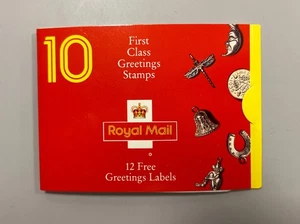 10
First
Class
Greetings
Stamps
Royal Mail
12 Free
Greetings Labels